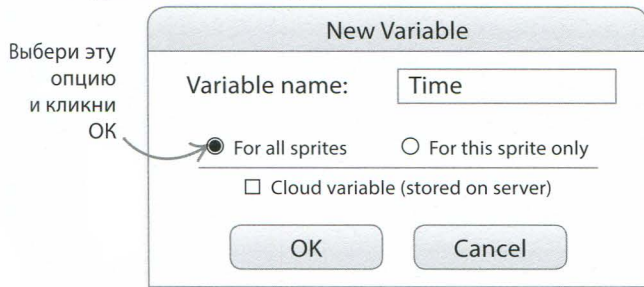 New Variable
Выбери эту
опцию
и кликни
OK
Variable name:
Time
For all sprites
For this sprite only
Cloud variable (stored on server)
OK
Cancel